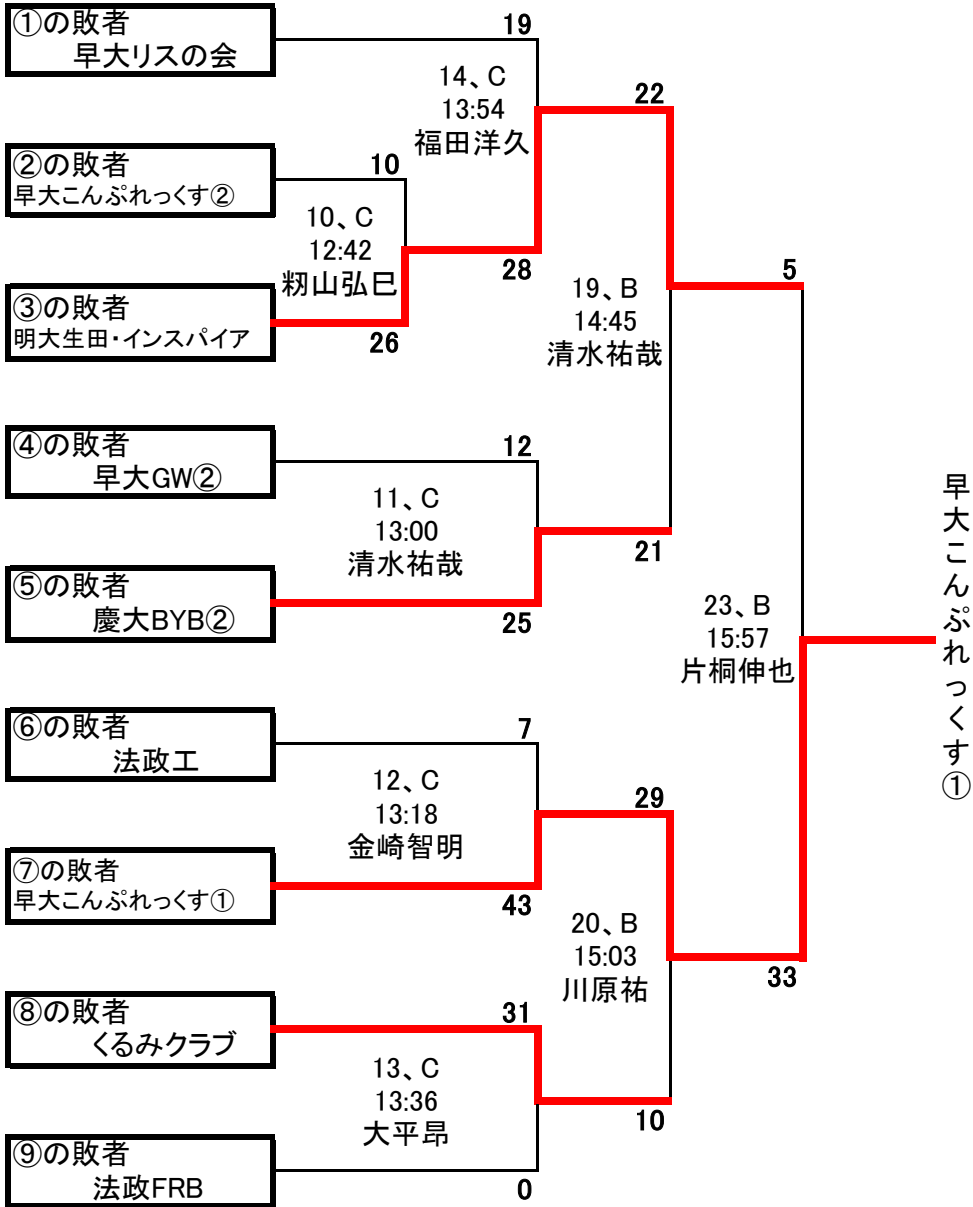 ①の敗者
早大リスの会
19
14、C
13:54
福田洋久
22
②の敗者
早大こんぷれっくす②
10
10、C
12:42
籾山弘巳
28
③の敗者
明大生田・インスパイア
26
19、B
14:45
清水祐哉
5
④の敗者
早大GW②
12
11、C
13:00
清水祐哉
21
⑤の敗者
慶大BYB②
25
23、B
15:57
片桐伸也
早大こんぷれっくす①
⑥の敗者
法政工
7
12、C
13:18
金崎智明
29
⑦の敗者
早大こんぷれっくす①
43
20、B
15:03
川原祐
33
⑧の敗者
くるみクラブ
31
13、C
13:36
大平昂
10
⑨の敗者
法政FRB
0